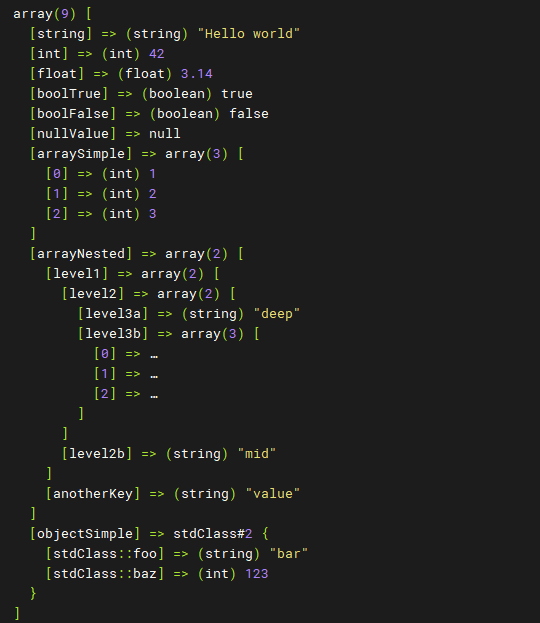 array(9) [
  [string] => (string) "Hello world"
  [int] => (int) 42
  [float] => (float) 3.14
  [boolTrue] => (boolean) true
  [boolFalse] => (boolean) false
  [nullValue] => null
  [arraySimple] => array(3) [
    [0] => (int) 1
    [1] => (int) 2
    [2] => (int) 3
  ]
  [arrayNested] => array(2) [
    [level1] => array(2) [
      [level2] => array(2) [
        [level3a] => (string) "deep"
        [level3b] => array(3) [
          [0] => …
          [1] => …
          [2] => …
        ]
      ]
      [level2b] => (string) "mid"
    ]
    [anotherKey] => (string) "value"
  ]
  [objectSimple] => stdClass#2 {
    [stdClass::foo] => (string) "bar"
    [stdClass::baz] => (int) 123
  }
]